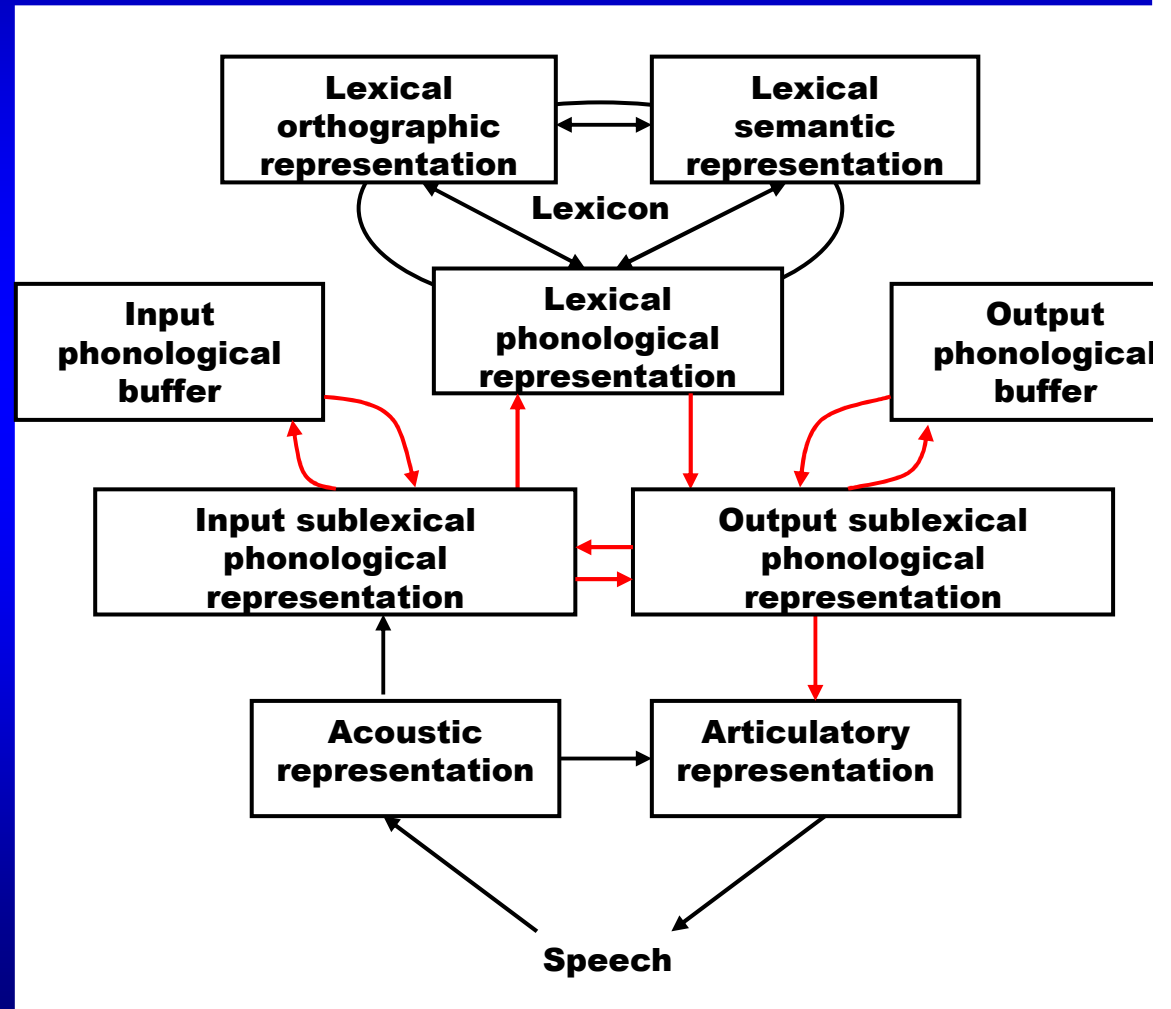 Lexical
orthographic
representation
Lexical
semantic
representation
Lexicon
Input
phonological
buffer
Lexical
phonological
representation
Output
phonological
buffer
Input sublexical
phonological
representation
Output sublexical
phonological
representation
Acoustic
representation
Articulatory
representation
Speech